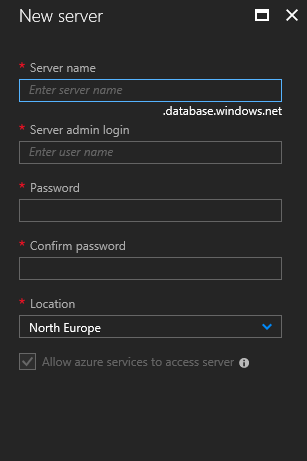 New server
* Server name
Enter server name
.database.windows.net
* Server admin login
Enter user name
* Password
* Confirm password
* Location
North Europe
Allow azure services to access server